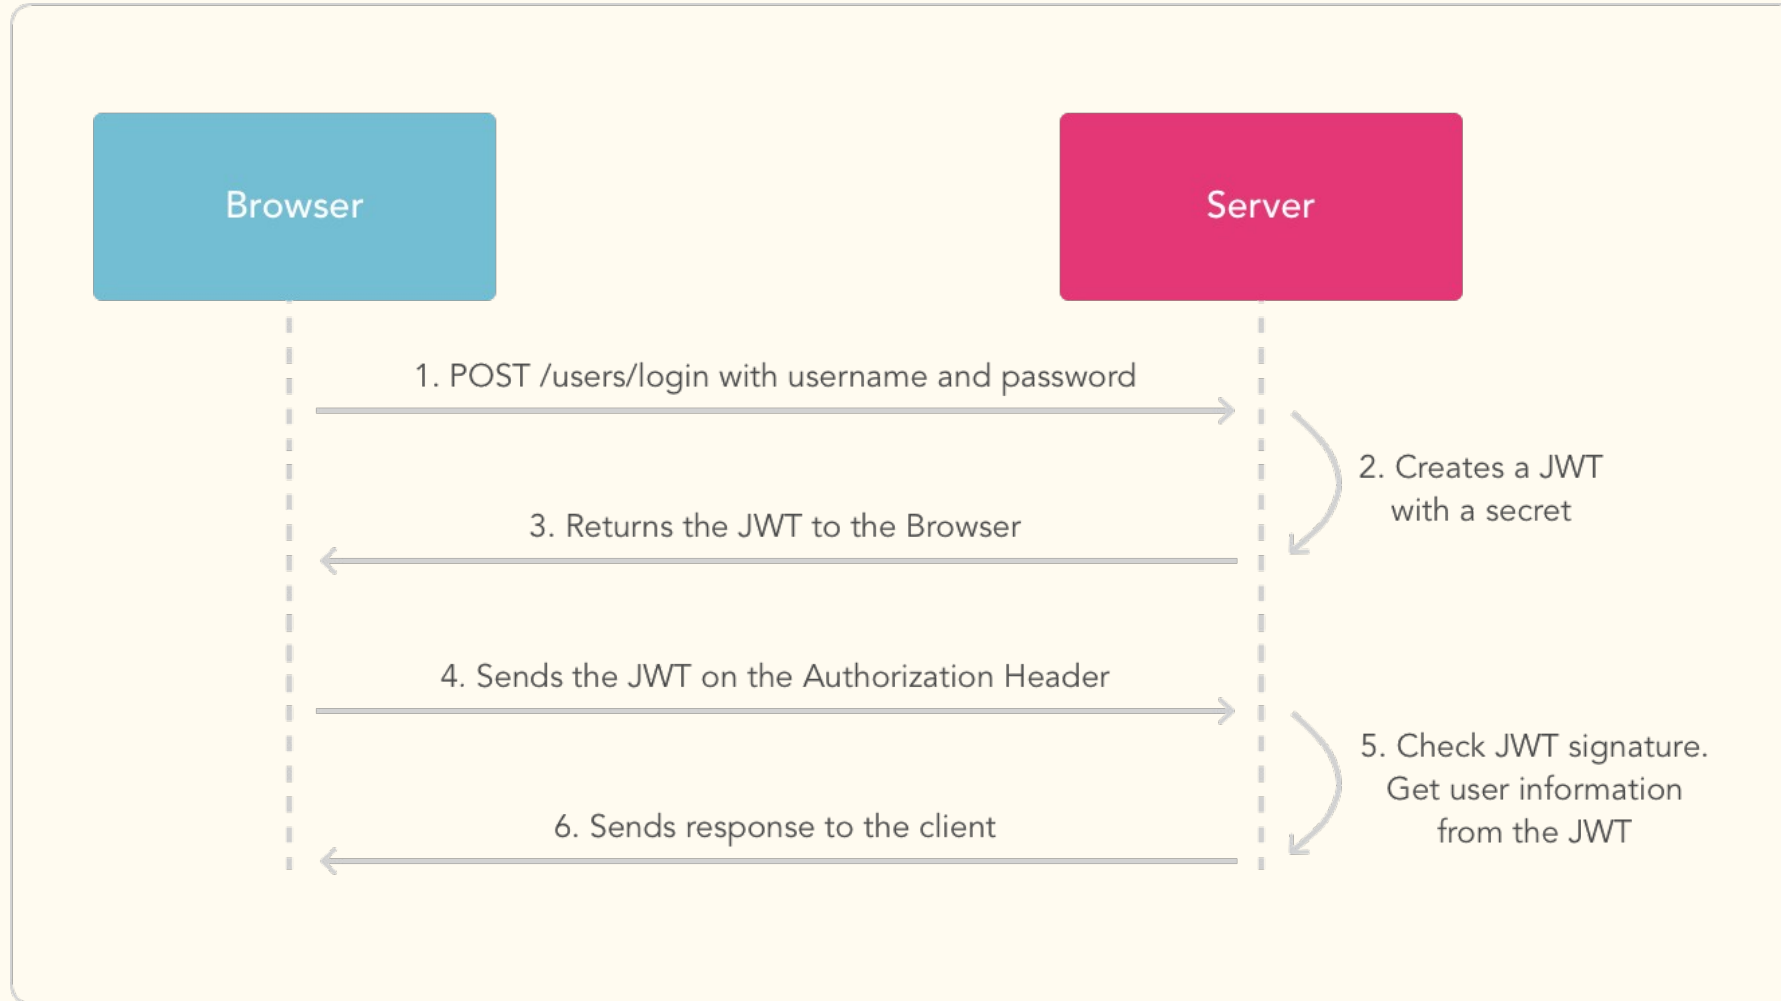 Browser
Server
1. POST /users/login with username and password
2. Creates a JWT
with a secret
3. Returns the JWT to the Browser
4. Sends the JWT on the Authorization Header
5. Check JWT signature.
Get user information
from the JWT
6. Sends response to the client